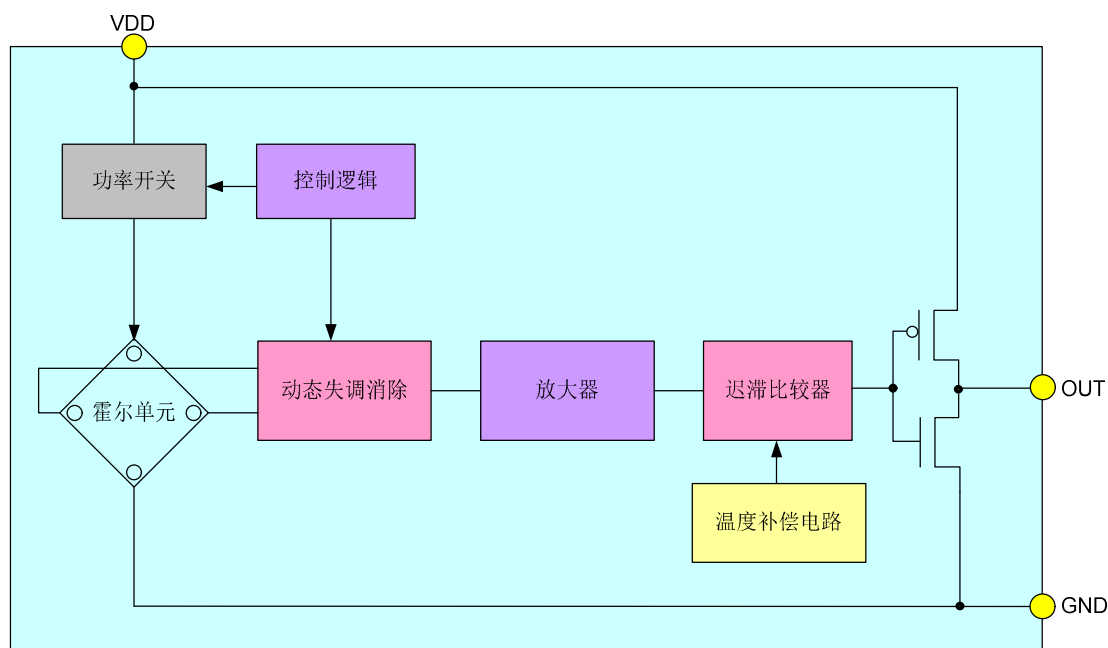 VDD
功率开关
控制逻辑
霍尔单元
动态失调消除
放大器
迟滞比较器
OUT
温度补偿电路
GND